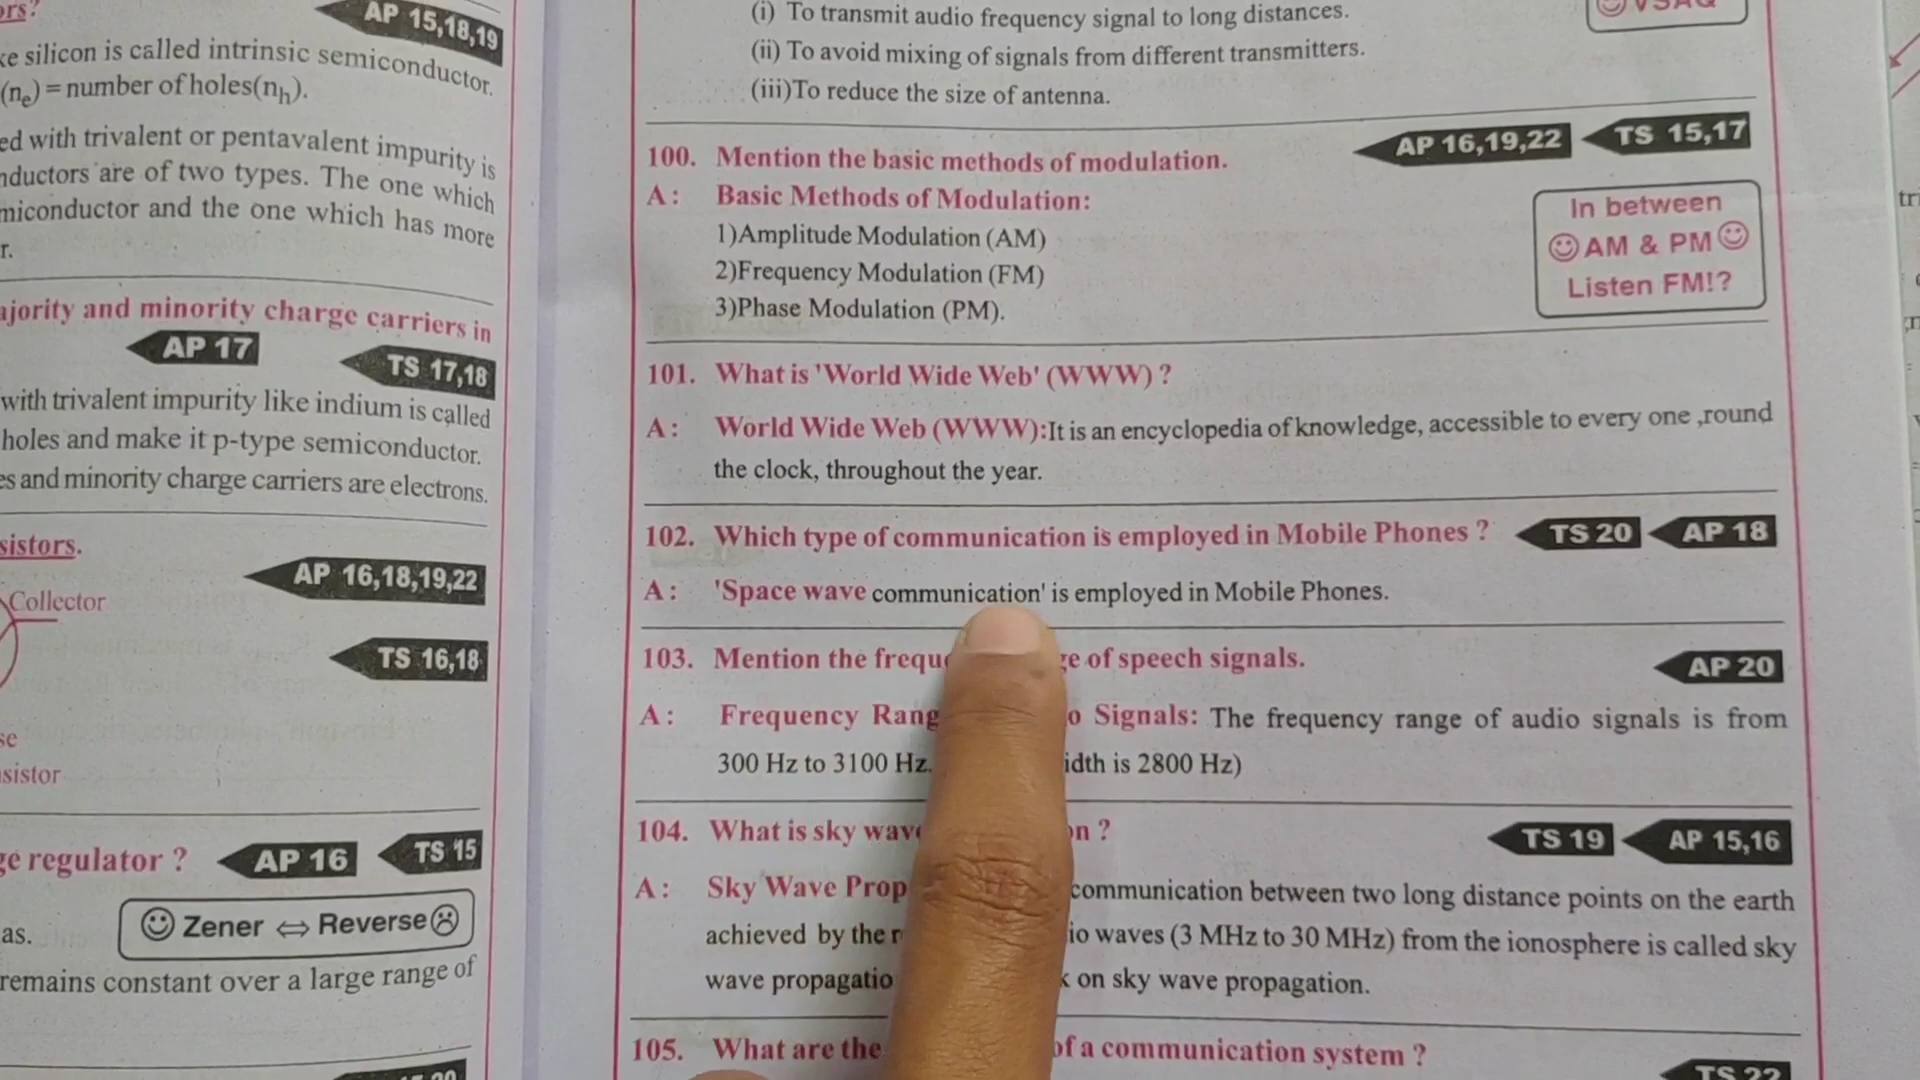 AP 15,18,19
ke silicon is called intrinsic semiconductor.
(ne) = number of holes(nh).
ed with trivalent or pentavalent impurity is
nductors are of two types. The one which
miconductor and the one which has more
r.
ajority and minority charge carriers in
AP 17
TS 17,18
with trivalent impurity like indium is called
holes and make it p-type semiconductor.
es and minority charge carriers are electrons.
sistors.
AP 16,18,19,22
Collector
TS 16,18
se
sistor
ge regulator ?
AP 16
TS 15
Zener ⇔ Reverse
as.
remains constant over a large range of
(i) To transmit audio frequency signal to long distances.
(ii) To avoid mixing of signals from different transmitters.
(iii)To reduce the size of antenna.
100. Mention the basic methods of modulation.
AP 16,19,22
TS 15,17
A: Basic Methods of Modulation:
1)Amplitude Modulation (AM)
2)Frequency Modulation (FM)
3)Phase Modulation (PM).
In between
AM & PM
Listen FM!?
101. What is 'World Wide Web' (WWW) ?
A: World Wide Web (WWW):It is an encyclopedia of knowledge, accessible to every one ,round
the clock, throughout the year.
102. Which type of communication is employed in Mobile Phones ?
TS 20
AP 18
A: 'Space wave communication' is employed in Mobile Phones.
103. Mention the frequ e of speech signals.
AP 20
A: Frequency Rang o Signals: The frequency range of audio signals is from
300 Hz to 3100 Hz. idth is 2800 Hz)
104. What is sky wav on ?
TS 19
AP 15,16
A: Sky Wave Prop communication between two long distance points on the earth
achieved by the r io waves (3 MHz to 30 MHz) from the ionosphere is called sky
wave propagatio k on sky wave propagation.
105. What are the of a communication system ?
TS 22